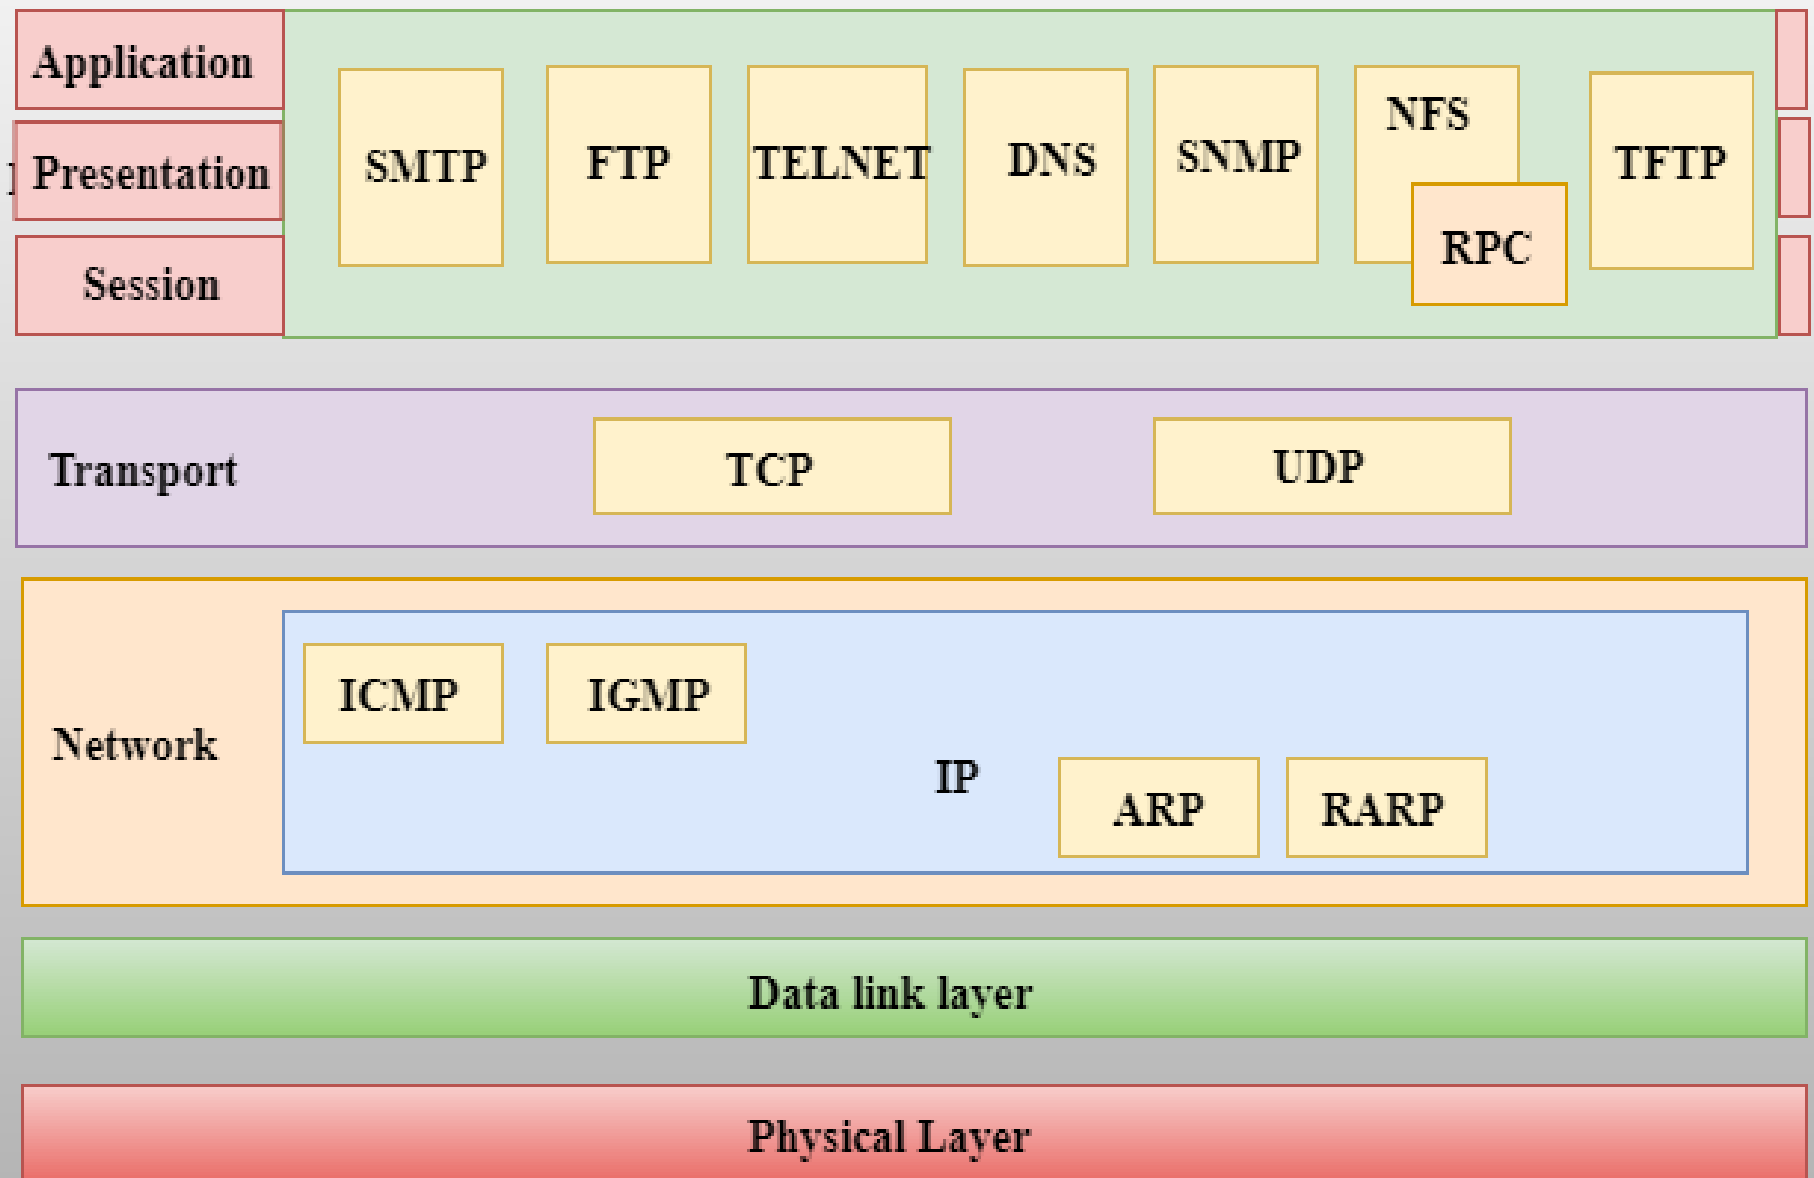 Application
Presentation
Session
SMTP
FTP
TELNET
DNS
SNMP
NFS
RPC
TFTP
Transport
TCP
UDP
Network
ICMP
IGMP
IP
ARP
RARP
Data link layer
Physical Layer